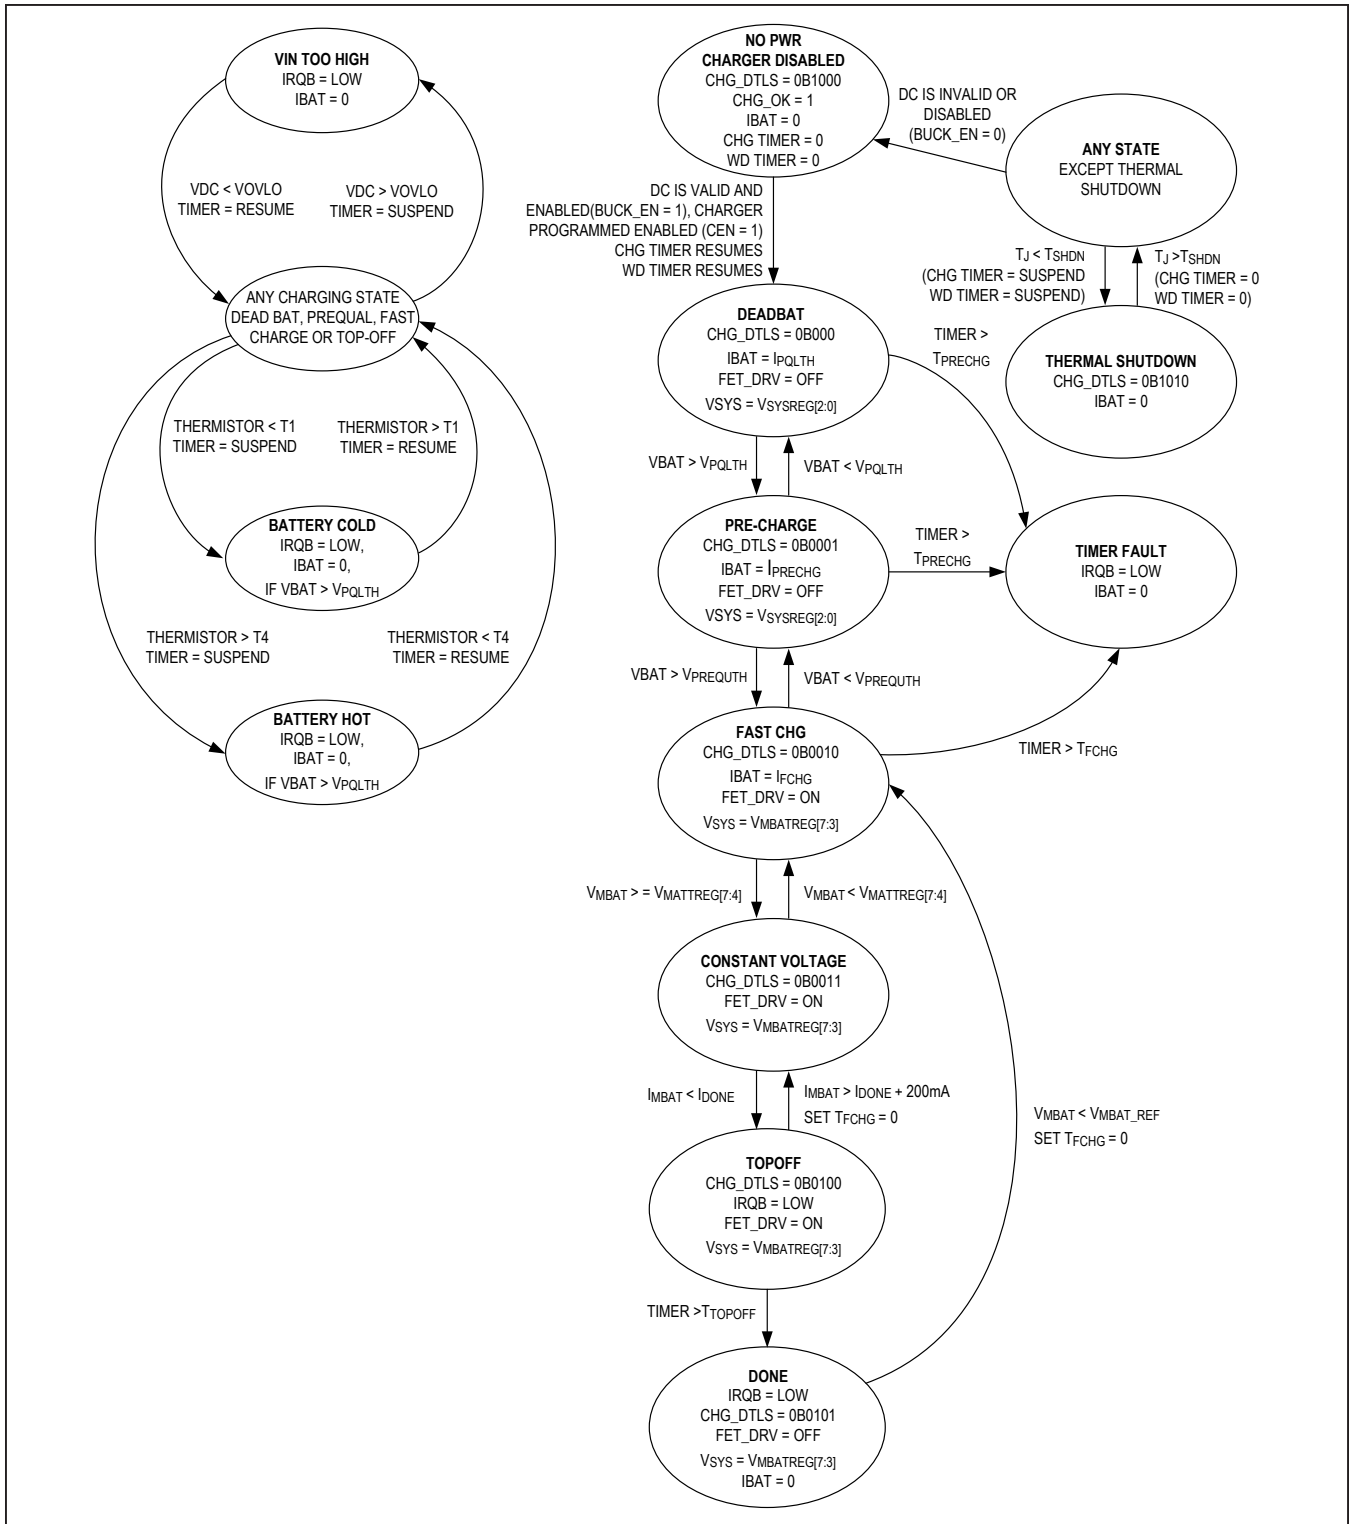 VIN TOO HIGH
IRQB = LOW
IBAT = 0
VDC < VOVLO
TIMER = RESUME
VDC > VOVLO
TIMER = SUSPEND
ANY CHARGING STATE
DEAD BAT, PREQUAL, FAST
CHARGE OR TOP-OFF
THERMISTOR < T1
TIMER = SUSPEND
THERMISTOR > T1
TIMER = RESUME
BATTERY COLD
IRQB = LOW,
IBAT = 0,
IF VBAT > VPQLTH
THERMISTOR > T4
TIMER = SUSPEND
THERMISTOR < T4
TIMER = RESUME
BATTERY HOT
IRQB = LOW,
IBAT = 0,
IF VBAT > VPQLTH
NO PWR
CHARGER DISABLED
CHG_DTLS = 0B1000
CHG_OK = 1
IBAT = 0
CHG TIMER = 0
WD TIMER = 0
DC IS INVALID OR
DISABLED
(BUCK_EN = 0)
ANY STATE
EXCEPT THERMAL
SHUTDOWN
DC IS VALID AND
ENABLED(BUCK_EN = 1), CHARGER
PROGRAMMED ENABLED (CEN = 1)
CHG TIMER RESUMES
WD TIMER RESUMES
TJ < TSHDN
(CHG TIMER = SUSPEND
WD TIMER = SUSPEND)
TJ >TSHDN
(CHG TIMER = 0
WD TIMER = 0)
THERMAL SHUTDOWN
CHG_DTLS = 0B1010
IBAT = 0
DEADBAT
CHG_DTLS = 0B000
IBAT = IPQLTH
FET_DRV = OFF
VSYS = VSYSREG[2:0]
TIMER >
TPRECHG
VBAT > VPQLTH
VBAT < VPQLTH
PRE-CHARGE
CHG_DTLS = 0B0001
IBAT = IPRECHG
FET_DRV = OFF
VSYS = VSYSREG[2:0]
TIMER >
TPRECHG
TIMER FAULT
IRQB = LOW
IBAT = 0
VBAT > VPREQUTH
VBAT < VPREQUTH
FAST CHG
CHG_DTLS = 0B0010
IBAT = IFCHG
FET_DRV = ON
VSYS = VMBATREG[7:3]
TIMER > TFCHG
VMBAT > = VMATTREG[7:4]
VMBAT < VMATTREG[7:4]
CONSTANT VOLTAGE
CHG_DTLS = 0B0011
FET_DRV = ON
VSYS = VMBATREG[7:3]
IMBAT < IDONE
IMBAT > IDONE + 200mA
SET TFCHG = 0
VMBAT < VMBAT_REF
SET TFCHG = 0
TOPOFF
CHG_DTLS = 0B0100
IRQB = LOW
FET_DRV = ON
VSYS = VMBATREG[7:3]
TIMER >TTOPOFF
DONE
IRQB = LOW
CHG_DTLS = 0B0101
FET_DRV = OFF
VSYS = VMBATREG[7:3]
IBAT = 0